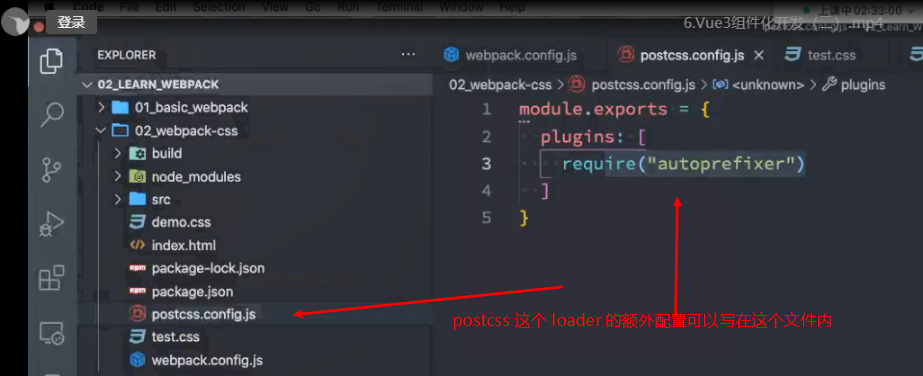 Code File Edit Selection View Go Run Terminal Window Help
登录
上课中 02:33:00
6.Vue3组件化开发（二）.mp4
EXPLORER
webpack.config.js
postcss.config.js
test.css
02_LEARN_WEBPACK
02_webpack-css > postcss.config.js > <unknown> > plugins
01_basic_webpack
02_webpack-css
build
node_modules
src
demo.css
index.html
package-lock.json
package.json
postcss.config.js
test.css
webpack.config.js
1 module.exports = {
2 plugins: [
3 require("autoprefixer")
4 ]
5 }
postcss 这个 loader 的额外配置可以写在这个文件内